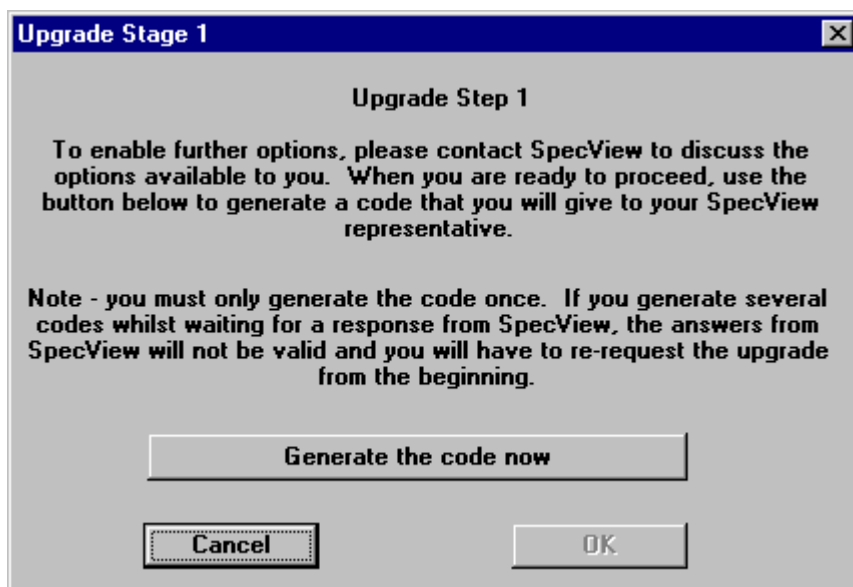 Upgrade Stage 1
Upgrade Step 1
To enable further options, please contact SpecView to discuss the
options available to you.  When you are ready to proceed, use the
button below to generate a code that you will give to your SpecView
representative.
Note - you must only generate the code once.  If you generate several
codes whilst waiting for a response from SpecView, the answers from
SpecView will not be valid and you will have to re-request the upgrade
from the beginning.
Generate the code now
Cancel
OK